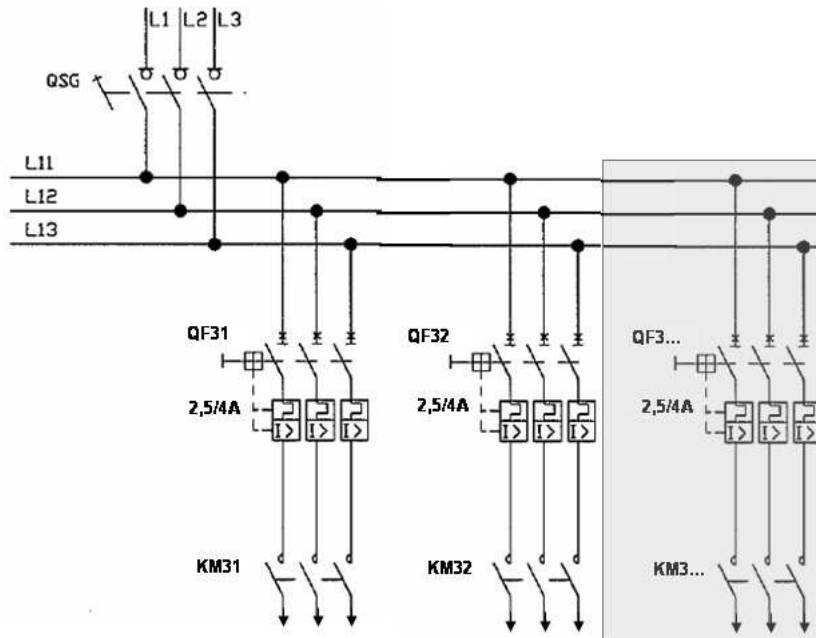 L1 L2 L3
QSG
L11
L12
L13
QF31 QF32 QF3...
2,5/4A 2,5/4A 2,5/4A
I> I> I> I> I> I> I> I> I>
KM31 KM32 KM3...